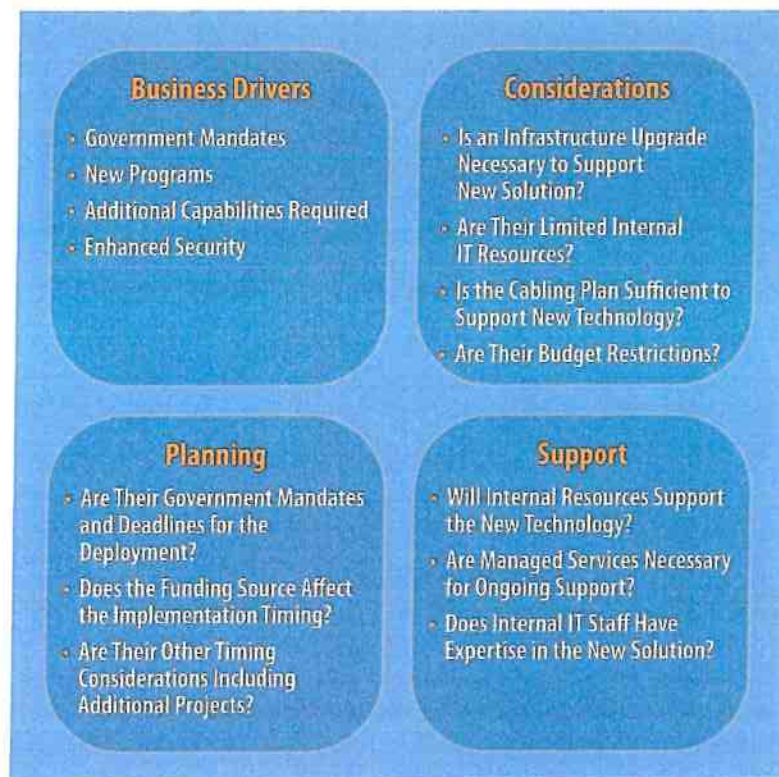 Business Drivers
• Government Mandates
• New Programs
• Additional Capabilities Required
• Enhanced Security
Considerations
• Is an Infrastructure Upgrade
Necessary to Support
New Solution?
• Are Their Limited Internal
IT Resources?
• Is the Cabling Plan Sufficient to
Support New Technology?
• Are Their Budget Restrictions?
Planning
• Are Their Government Mandates
and Deadlines for the
Deployment?
• Does the Funding Source Affect
the Implementation Timing?
• Are Their Other Timing
Considerations Including
Additional Projects?
Support
• Will Internal Resources Support
the New Technology?
• Are Managed Services Necessary
for Ongoing Support?
• Does Internal IT Staff Have
Expertise in the New Solution?